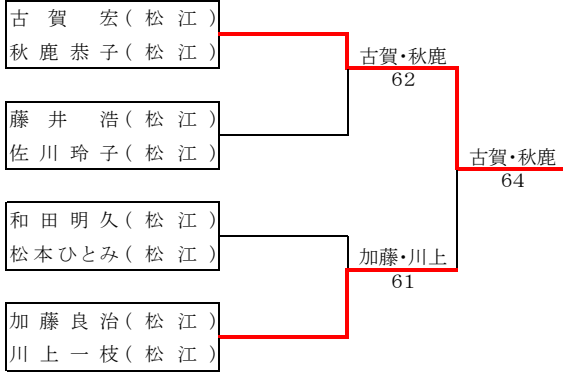 古賀 宏(松江)
秋鹿恭子(松江)
藤井 浩(松江)
佐川玲子(松江)
和田明久(松江)
松本ひとみ(松江)
加藤良治(松江)
川上一枝(松江)
古賀・秋鹿
62
加藤・川上
61
古賀・秋鹿
64